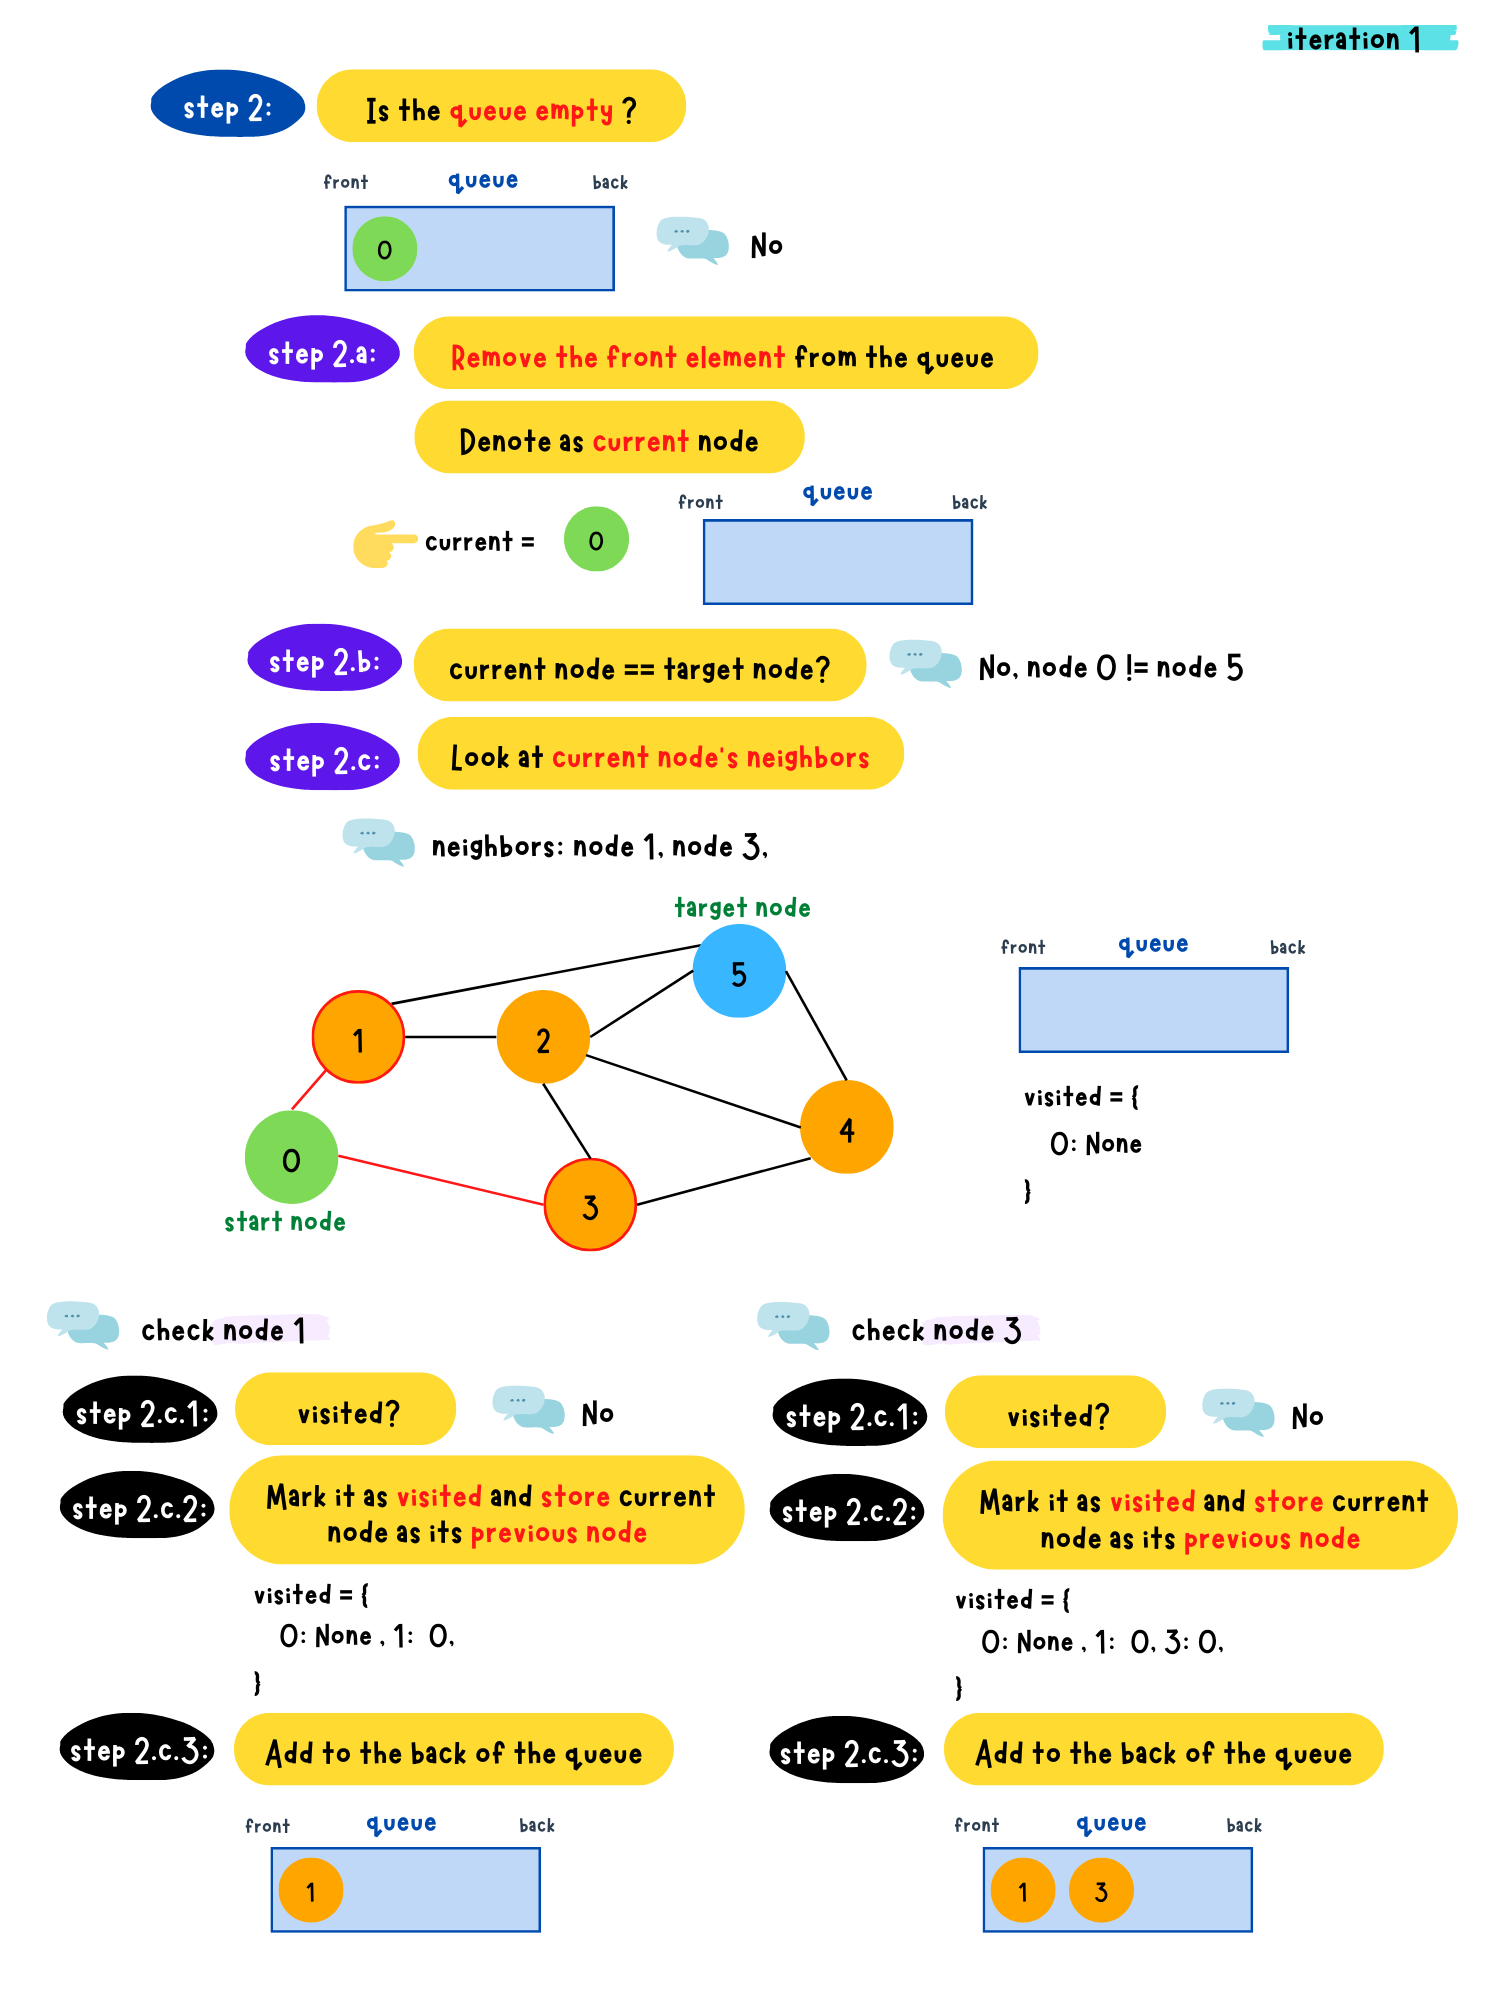 iteration 1
step 2:
Is the queue empty ?
front queue back
0
No
step 2.a:
Remove the front element from the queue
Denote as current node
front queue back
current = 0
step 2.b:
current node == target node?
No, node 0 != node 5
step 2.c:
Look at current node's neighbors
neighbors: node 1, node 3,
target node
5
1
2
4
0
3
start node
front queue back
visited = {
0: None
}
check node 1
step 2.c.1:
visited?
No
step 2.c.2:
Mark it as visited and store current
node as its previous node
visited = {
0: None , 1: 0,
}
step 2.c.3:
Add to the back of the queue
front queue back
1
check node 3
step 2.c.1:
visited?
No
step 2.c.2:
Mark it as visited and store current
node as its previous node
visited = {
0: None , 1: 0, 3: 0,
}
step 2.c.3:
Add to the back of the queue
front queue back
1 3